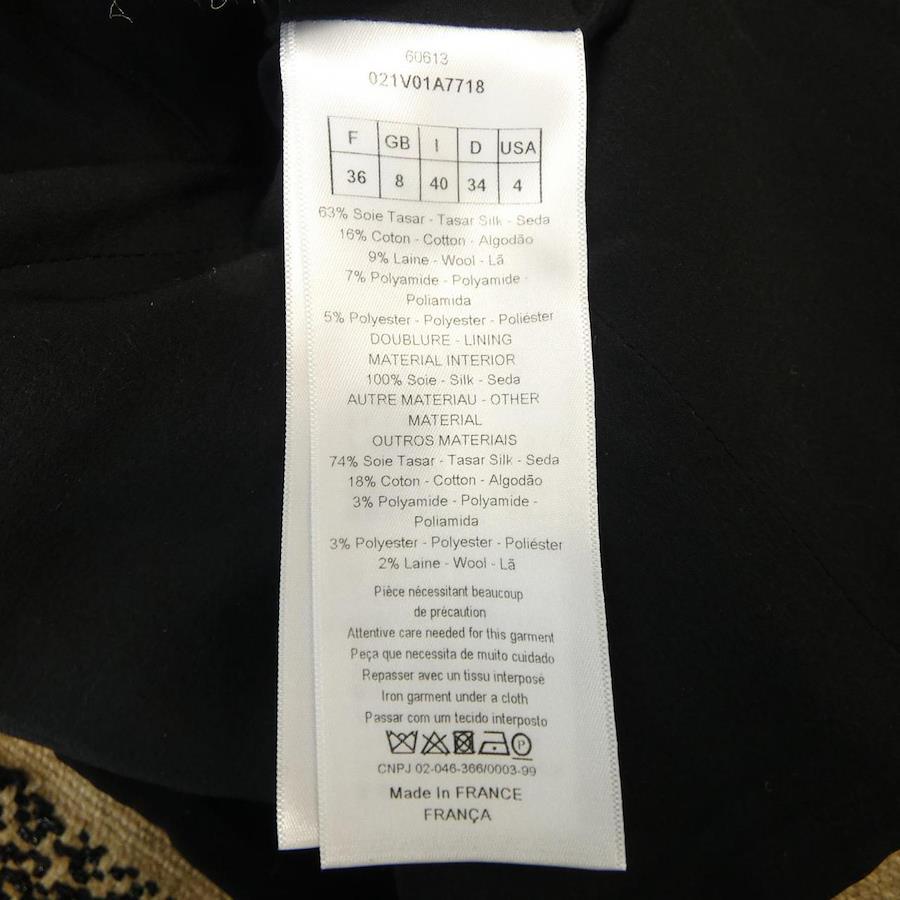 60613
021V01A7718
F GB I D USA
36 8 40 34 4
63% Soie Tasar - Tasar Silk - Seda
16% Coton - Cotton - Algodão
9% Laine - Wool - Lã
7% Polyamide - Polyamide -
Poliamida
5% Polyester - Polyester - Poliéster
DOUBLURE - LINING
MATERIAL INTERIOR
100% Soie - Silk - Seda
AUTRE MATERIAU - OTHER
MATERIAL
OUTROS MATERIAIS
74% Soie Tasar - Tasar Silk - Seda
18% Coton - Cotton - Algodão
3% Polyamide - Polyamide -
Poliamida
3% Polyester - Polyester - Poliéster
2% Laine - Wool - Lã
Pièce nécessitant beaucoup
de précaution
Attentive care needed for this garment
Peça que necessita de muito cuidado
Repasser avec un tissu interposé
Iron garment under a cloth
Passar com um tecido interposto
P
CNPJ 02-046-366/0003-99
Made In FRANCE
FRANÇA